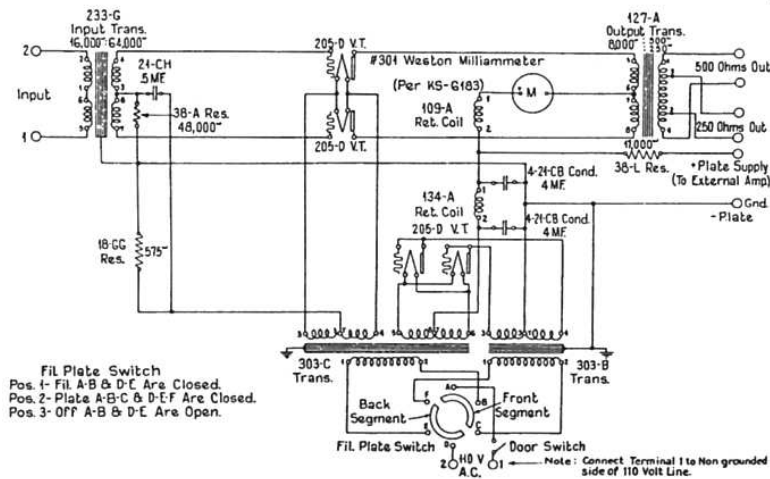 233-G
Input Trans.
16,000~:64,000~
2
Input
1
21-CH
.5 MF.
38-A Res.
48,000~
18-GG
Res.
575~
205-D V.T.
205-D V.T.
#301 Weston Milliammeter
(Per KS-6183)
M
109-A
Ret. Coil
134-A
Ret. Coil
205-D V.T.
4-21-CB Cond.
4 MF.
4-21-CB Cond.
4 MF.
127-A
Output Trans.
8,000~
500~
50~
500 Ohms Out
250 Ohms Out
17,000~
38-L Res.
+Plate Supply
(To External Amp)
Gnd.
-Plate
303-C
Trans.
303-B
Trans.
Fil Plate Switch
Pos. 1- Fil. A-B & D-E Are Closed.
Pos. 2- Plate A-B-C & D-E-F Are Closed.
Pos. 3- Off A-B & D-E Are Open.
Back
Segment
Front
Segment
F
A
B
E
C
D
Fil. Plate Switch
Door Switch
2
110 V
A.C.
1
Note: Connect Terminal 1 to Non grounded
side of 110 Volt Line.